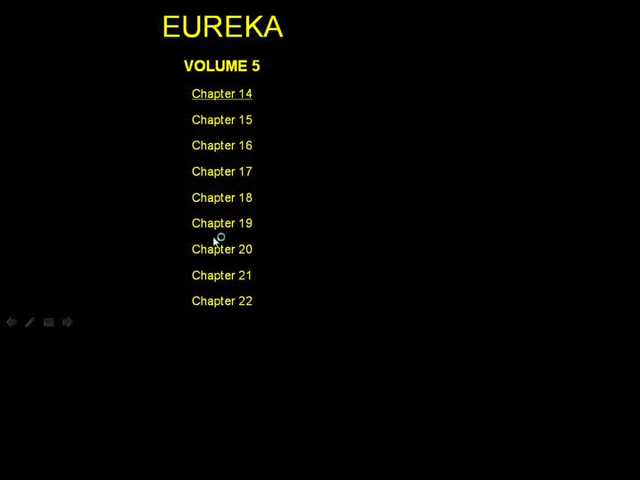 EUREKA
VOLUME 5
Chapter 14
Chapter 15
Chapter 16
Chapter 17
Chapter 18
Chapter 19
Chapter 20
Chapter 21
Chapter 22